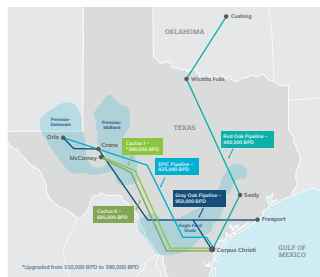 Cushing
OKLAHOMA
Wichita Falls
Permian-
Delaware
Permian-
Midland
TEXAS
Orla
Crane
McCamey
Cactus I –
*390,000 BPD
Red Oak Pipeline –
400,000 BPD
EPIC Pipeline –
925,000 BPD
Gray Oak Pipeline –
950,000 BPD
Cactus II –
685,000 BPD
Sealy
Freeport
Eagle Ford
Shale
Corpus Christi
GULF OF
MEXICO
*Upgraded from 310,000 BPD to 390,000 BPD